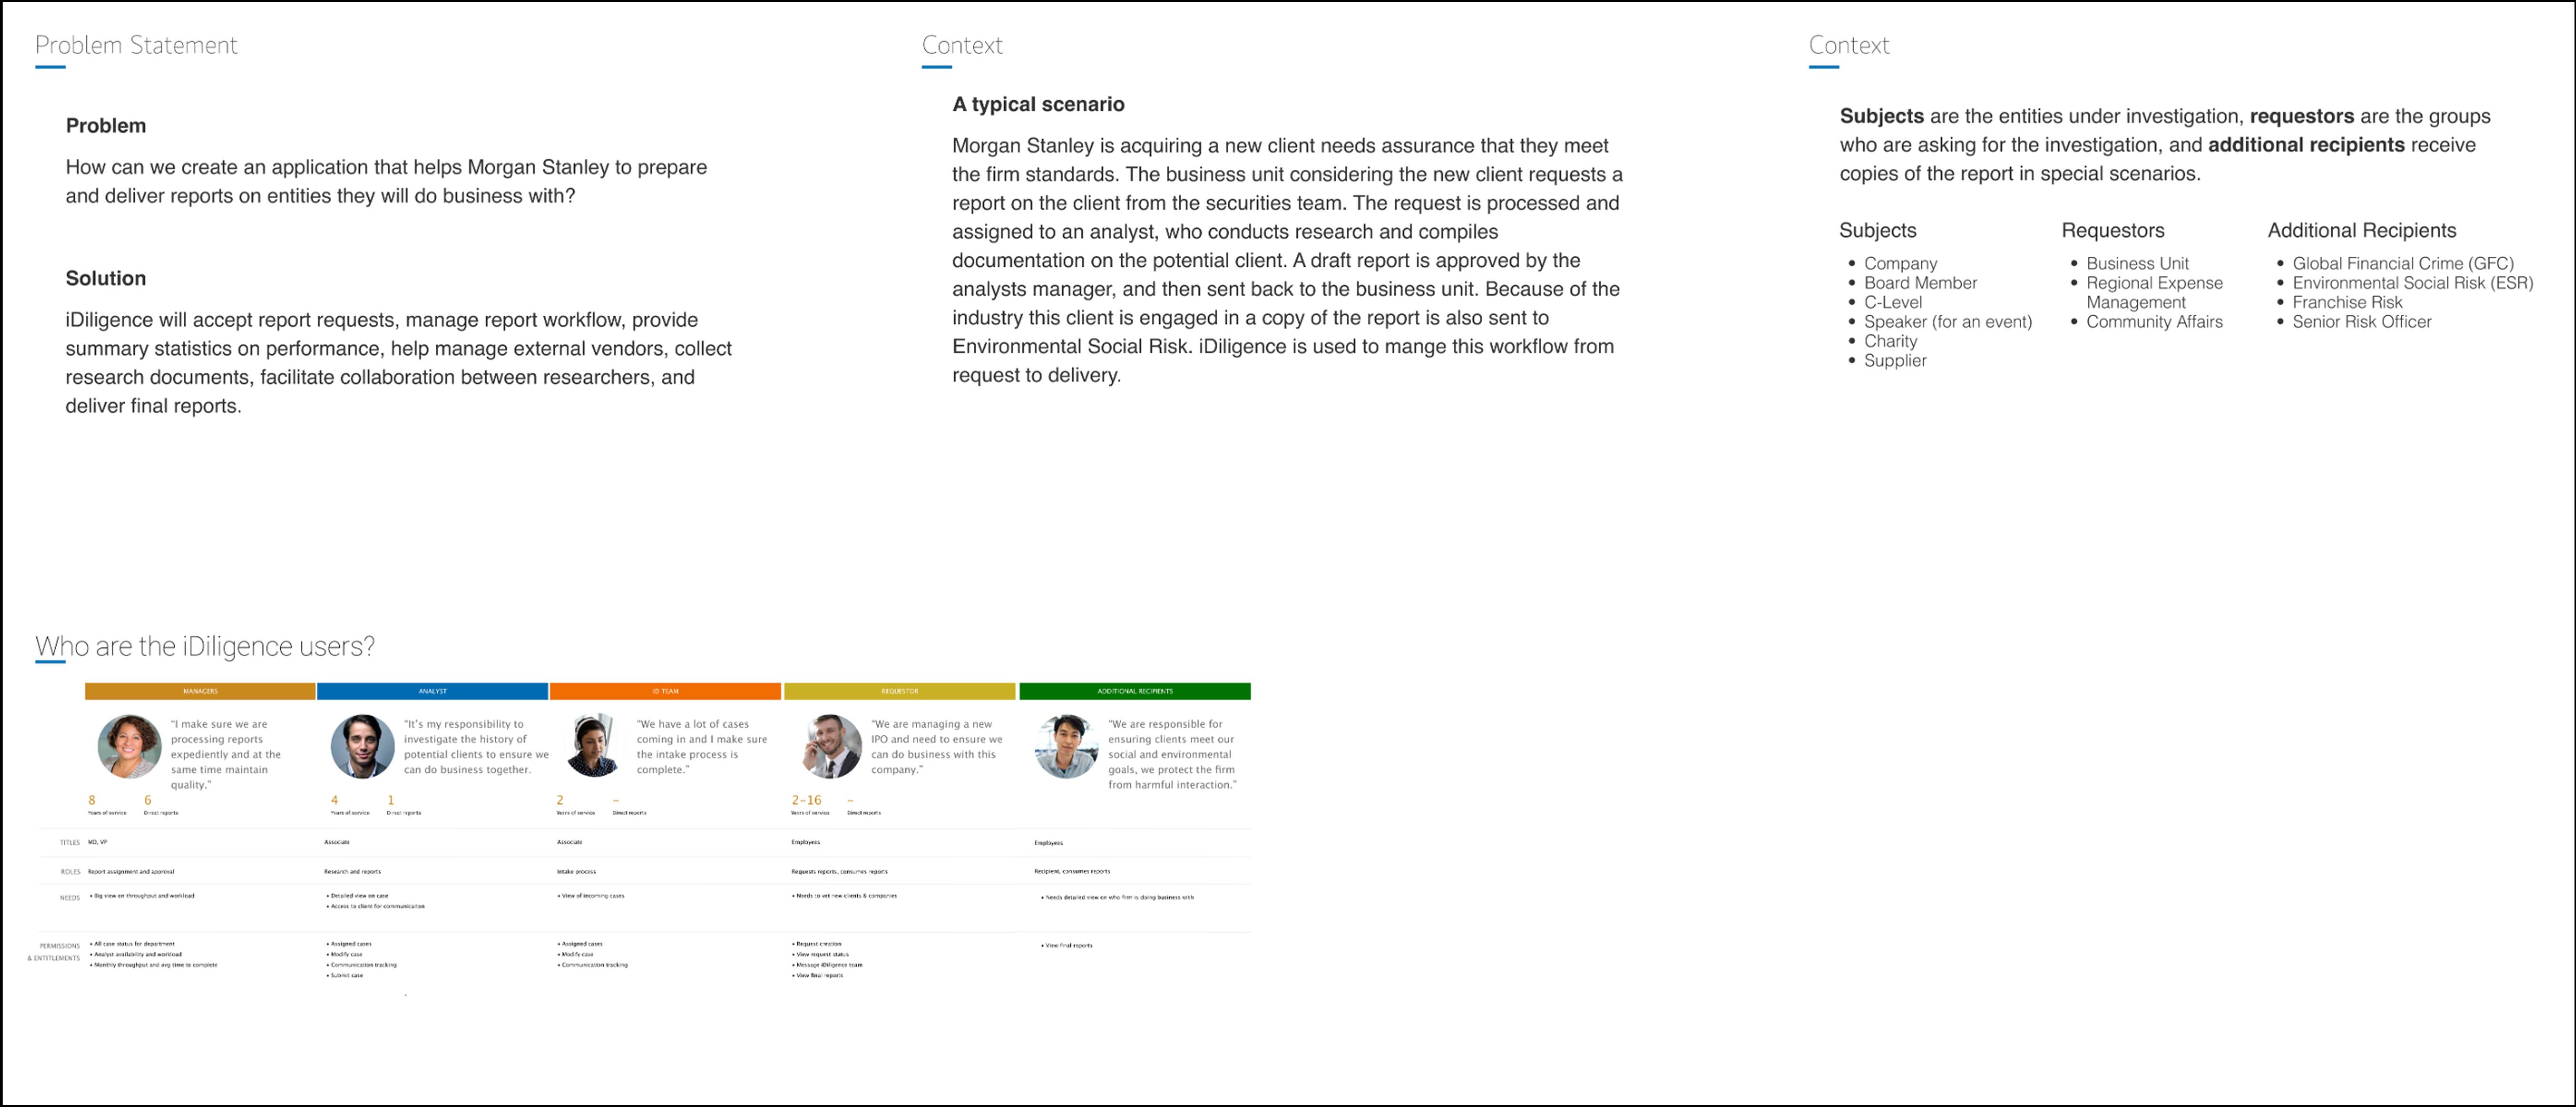 Problem Statement
Problem
How can we create an application that helps Morgan Stanley to prepare
and deliver reports on entities they will do business with?
Solution
iDiligence will accept report requests, manage report workflow, provide
summary statistics on performance, help manage external vendors, collect
research documents, facilitate collaboration between researchers, and
deliver final reports.
Context
A typical scenario
Morgan Stanley is acquiring a new client needs assurance that they meet
the firm standards. The business unit considering the new client requests a
report on the client from the securities team. The request is processed and
assigned to an analyst, who conducts research and compiles
documentation on the potential client. A draft report is approved by the
analysts manager, and then sent back to the business unit. Because of the
industry this client is engaged in a copy of the report is also sent to
Environmental Social Risk. iDiligence is used to mange this workflow from
request to delivery.
Context
Subjects are the entities under investigation, requestors are the groups
who are asking for the investigation, and additional recipients receive
copies of the report in special scenarios.
Subjects
• Company
• Board Member
• C-Level
• Speaker (for an event)
• Charity
• Supplier
Requestors
• Business Unit
• Regional Expense
Management
• Community Affairs
Additional Recipients
• Global Financial Crime (GFC)
• Environmental Social Risk (ESR)
• Franchise Risk
• Senior Risk Officer
Who are the iDiligence users?
MANAGERS
"I make sure we are
processing reports
expediently and at the
same time maintain
quality."
8 6
Years of service Direct reports
ANALYST
"It's my responsibility to
investigate the history of
potential clients to ensure we
can do business together.
4 1
Years of service Direct reports
ID TEAM
"We have a lot of cases
coming in and I make sure
the intake process is
complete."
2 –
Years of service Direct reports
REQUESTOR
"We are managing a new
IPO and need to ensure we
can do business with this
company."
2-16 –
Years of service Direct reports
ADDITIONAL RECIPIENTS
"We are responsible for
ensuring clients meet our
social and environmental
goals, we protect the firm
from harmful interaction."
TITLES MD, VP Associate Associate Employees Employees
ROLES Report assignment and approval Research and reports Intake process Requests reports, consumes reports Recipient, consumes reports
NEEDS
• Big view on throughput and workload
• Detailed view on case
• Access to client for communication
• View of incoming cases
• Needs to vet new clients & companies
• Needs detailed view on who firm is doing business with
PERMISSIONS
& ENTITLEMENTS
• All case status for department
• Analyst availability and workload
• Monthly throughput and avg time to complete
• Assigned cases
• Modify case
• Communication tracking
• Submit case
• Assigned cases
• Modify case
• Communication tracking
• Request creation
• View request status
• Message iDiligence team
• View final reports
• View final reports